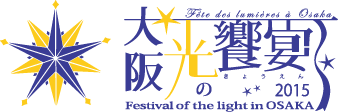 Fête des lumières à Osaka
大阪光の饗宴
きょうえん
2015
Festival of the light in OSAKA